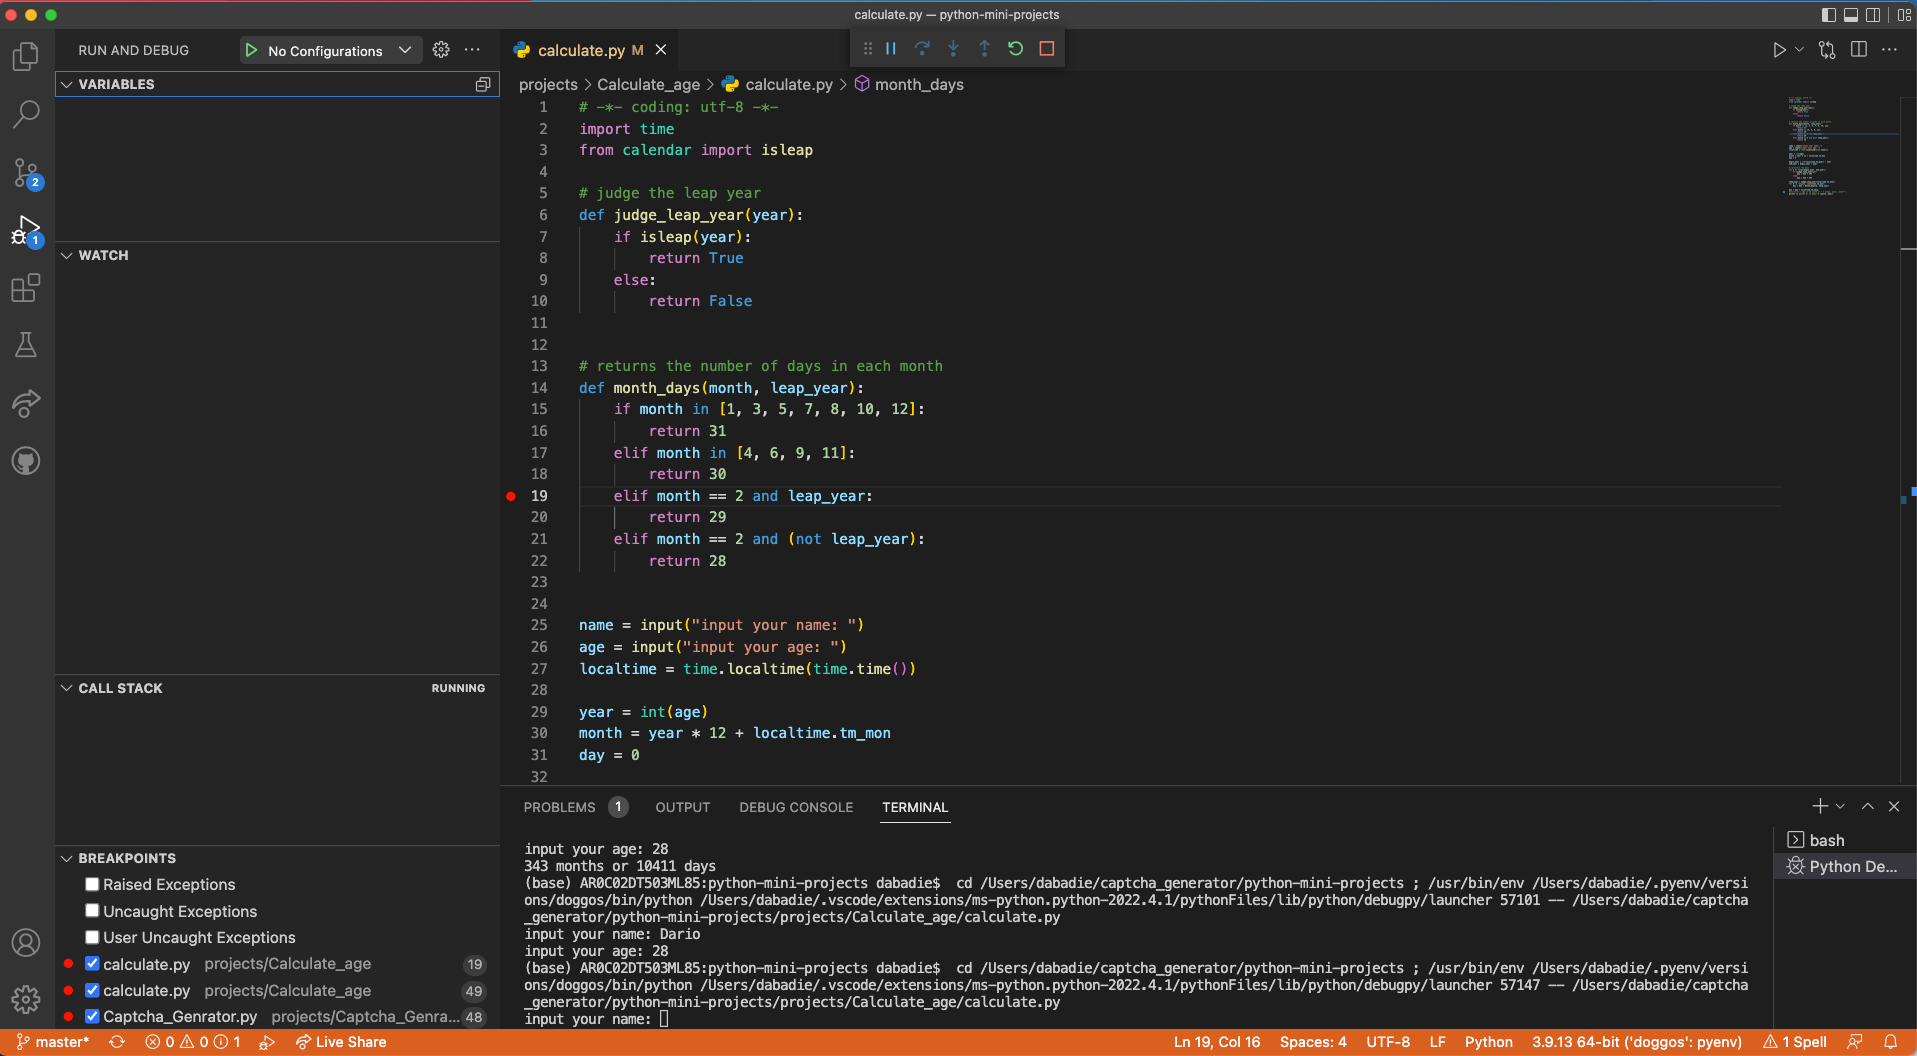 calculate.py — python-mini-projects
RUN AND DEBUG
No Configurations
calculate.py M
VARIABLES
2
1
WATCH
CALL STACK
RUNNING
BREAKPOINTS
Raised Exceptions
Uncaught Exceptions
User Uncaught Exceptions
calculate.py projects/Calculate_age 19
calculate.py projects/Calculate_age 49
Captcha_Genrator.py projects/Captcha_Genra... 48
projects > Calculate_age > calculate.py > month_days
1 # -*- coding: utf-8 -*-
2 import time
3 from calendar import isleap
4
5 # judge the leap year
6 def judge_leap_year(year):
7 if isleap(year):
8 return True
9 else:
10 return False
11
12
13 # returns the number of days in each month
14 def month_days(month, leap_year):
15 if month in [1, 3, 5, 7, 8, 10, 12]:
16 return 31
17 elif month in [4, 6, 9, 11]:
18 return 30
19 elif month == 2 and leap_year:
20 return 29
21 elif month == 2 and (not leap_year):
22 return 28
23
24
25 name = input("input your name: ")
26 age = input("input your age: ")
27 localtime = time.localtime(time.time())
28
29 year = int(age)
30 month = year * 12 + localtime.tm_mon
31 day = 0
32
PROBLEMS 1 OUTPUT DEBUG CONSOLE TERMINAL
input your age: 28
343 months or 10411 days
(base) AR0C02DT503ML85:python-mini-projects dabadie$  cd /Users/dabadie/captcha_generator/python-mini-projects ; /usr/bin/env /Users/dabadie/.pyenv/versi
ons/doggos/bin/python /Users/dabadie/.vscode/extensions/ms-python.python-2022.4.1/pythonFiles/lib/python/debugpy/launcher 57101 -- /Users/dabadie/captcha
_generator/python-mini-projects/projects/Calculate_age/calculate.py
input your name: Dario
input your age: 28
(base) AR0C02DT503ML85:python-mini-projects dabadie$  cd /Users/dabadie/captcha_generator/python-mini-projects ; /usr/bin/env /Users/dabadie/.pyenv/versi
ons/doggos/bin/python /Users/dabadie/.vscode/extensions/ms-python.python-2022.4.1/pythonFiles/lib/python/debugpy/launcher 57147 -- /Users/dabadie/captcha
_generator/python-mini-projects/projects/Calculate_age/calculate.py
input your name:
bash
Python De...
master* 0 0 1 Live Share
Ln 19, Col 16 Spaces: 4 UTF-8 LF Python 3.9.13 64-bit ('doggos': pyenv) 1 Spell